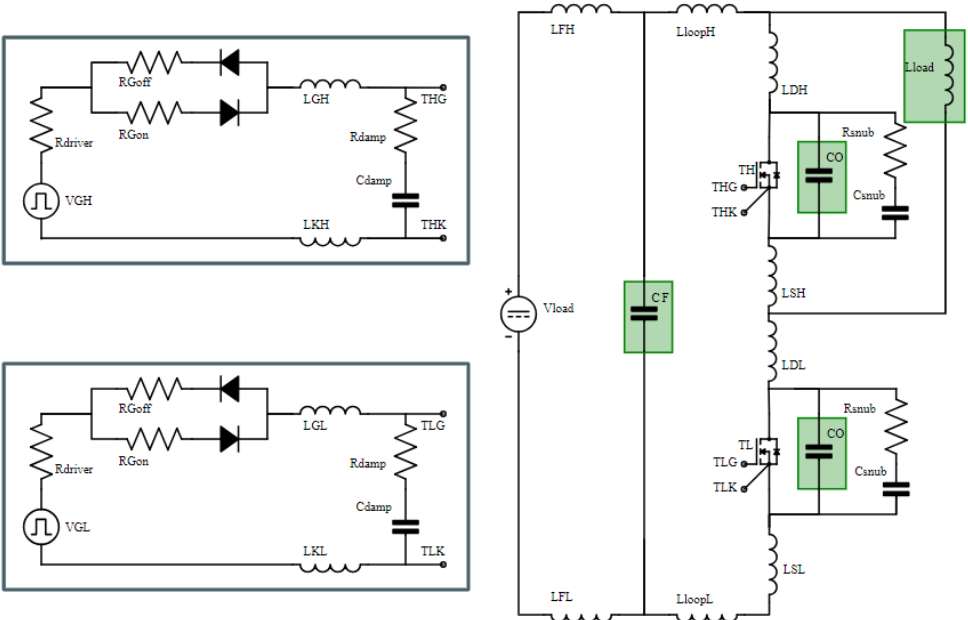 RGoff
RGon
Rdriver
VGH
LGH
THG
Rdamp
Cdamp
LKH
THK
RGoff
RGon
Rdriver
VGL
LGL
TLG
Rdamp
Cdamp
LKL
TLK
LFH
LloopH
LDH
Lload
Rsnub
CO
TH
THG
THK
Csnub
LSH
Vload
CF
LDL
Rsnub
CO
TL
TLG
TLK
Csnub
LSL
LFL
LloopL